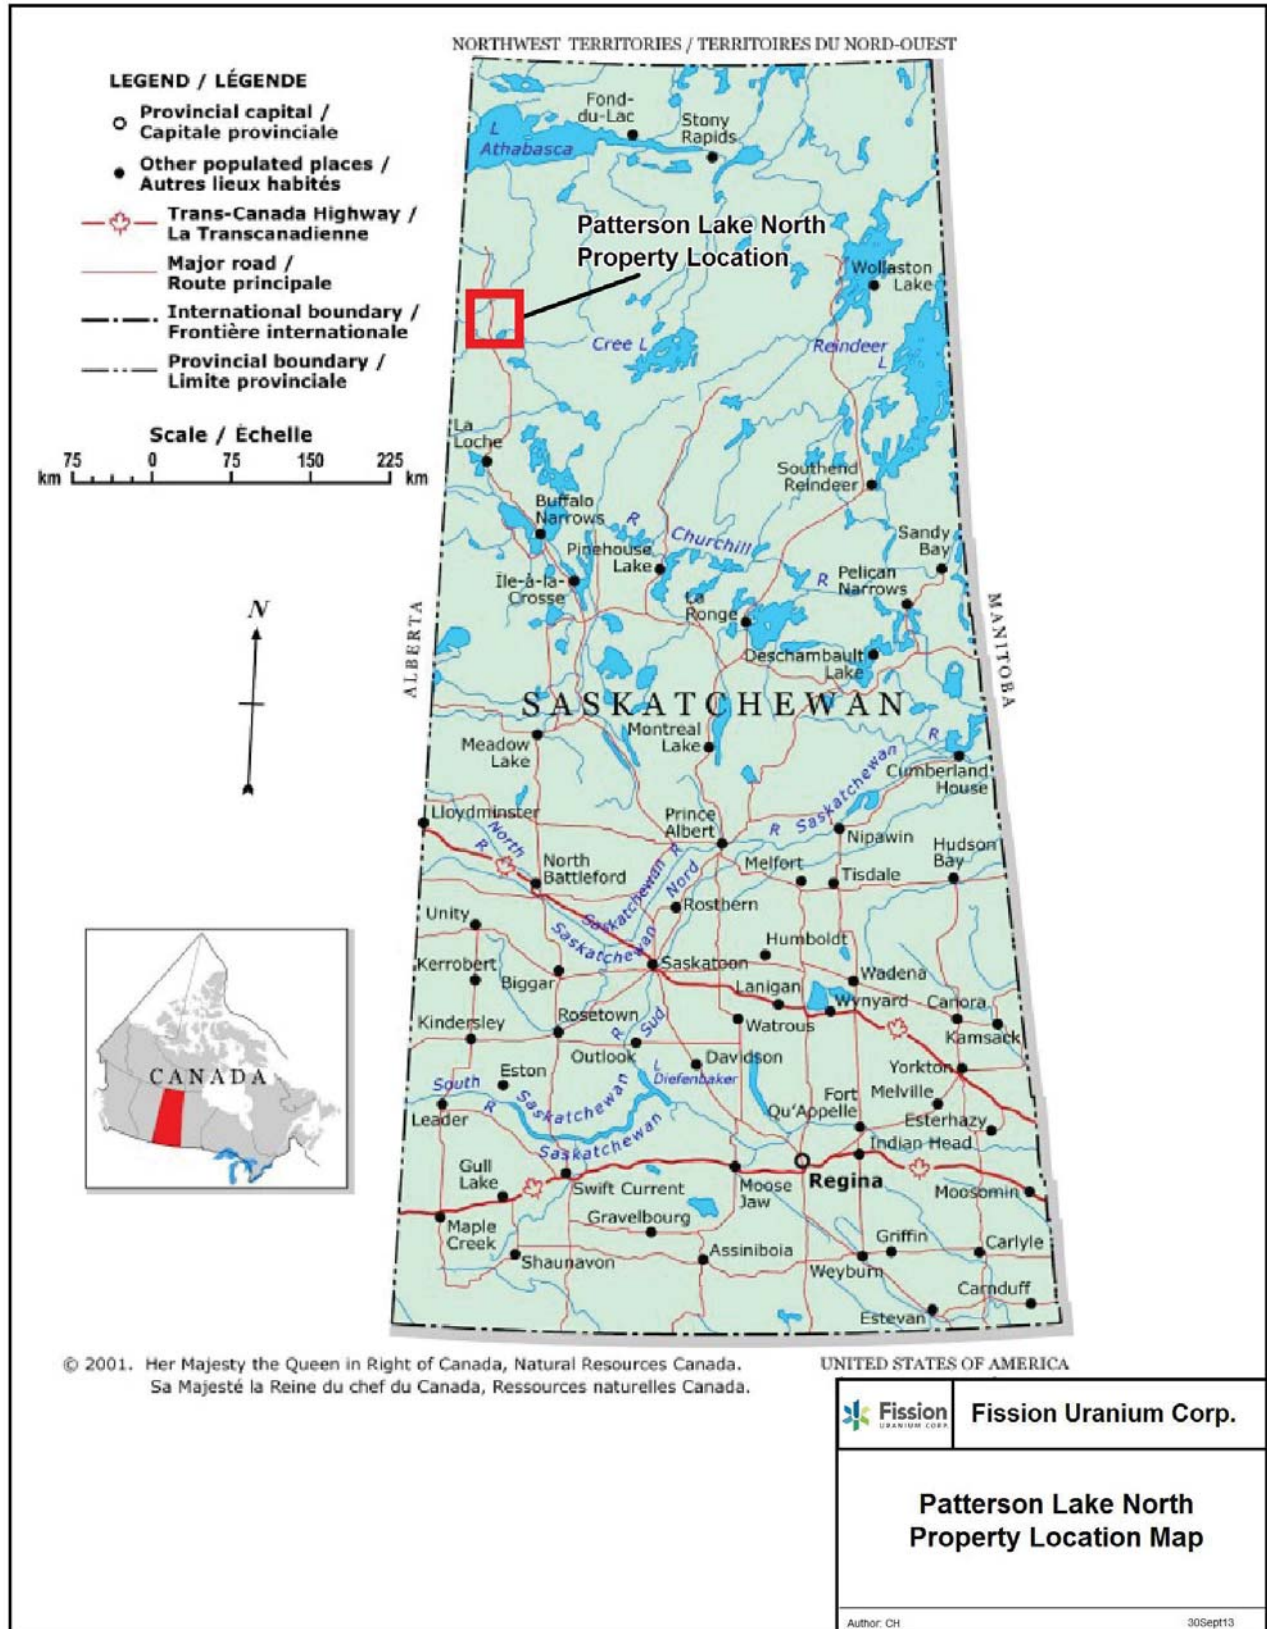 NORTHWEST TERRITORIES / TERRITOIRES DU NORD-OUEST
LEGEND / LÉGENDE
Provincial capital /
Capitale provinciale
Other populated places /
Autres lieux habités
Trans-Canada Highway /
La Transcanadienne
Major road /
Route principale
International boundary /
Frontière internationale
Provincial boundary /
Limite provinciale
Scale / Échelle
km 75 0 75 150 225 km
Fond-
du-Lac
Stony
Rapids
L
Athabasca
Patterson Lake North
Property Location
Wollaston
Lake
Cree L
Reindeer
L
La
Loche
Southend
Reindeer
Buffalo
Narrows
R Churchill
Sandy
Bay
Pinehouse
Lake
Île-à-la-
Crosse
R
Pelican
Narrows
La
Ronge
Deschambault
Lake
N
ALBERTA
MANITOBA
SASKATCHEWAN
Meadow
Lake
Montreal
Lake
R
Saskatchewan
R
Cumberland
House
Lloydminster
North
R
Prince
Albert
Nipawin
Hudson
Bay
North
Battleford
Melfort
Tisdale
Saskatchewan R
Nord
Rosthern
Unity
Saskatchewan
Humboldt
Kerrobert
Biggar
Saskatoon
Wadena
Lanigan
Wynyard
Canora
Kindersley
Rosetown
R Sud
Watrous
Kamsack
Outlook
Davidson
Eston
L
Diefenbaker
Yorkton
South
R
Saskatchewan
Fort
Qu'Appelle
Melville
Leader
Esterhazy
Saskatchewan
Indian Head
Gull
Lake
Swift Current
Moose
Jaw
Regina
Moosomin
Maple
Creek
Gravelbourg
Griffin
Carlyle
Shaunavon
Assiniboia
Weyburn
Carnduff
Estevan
CANADA
© 2001. Her Majesty the Queen in Right of Canada, Natural Resources Canada.
Sa Majesté la Reine du chef du Canada, Ressources naturelles Canada.
UNITED STATES OF AMERICA
Fission
URANIUM CORP.
Fission Uranium Corp.
Patterson Lake North
Property Location Map
Author: CH
30Sept13